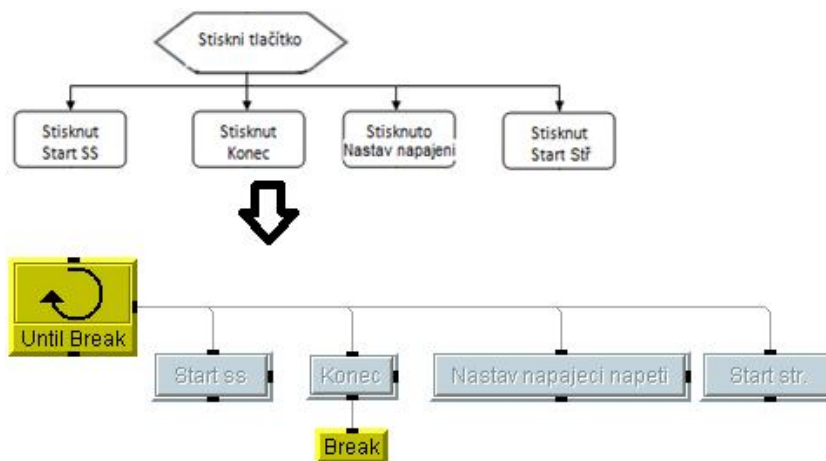 Stiskni tlačítko
Stisknut
Start SS
Stisknut
Konec
Stisknuto
Nastav napajeni
Stisknut
Start Stř
Until Break
Start ss
Konec
Nastav napajeci napeti
Start str.
Break